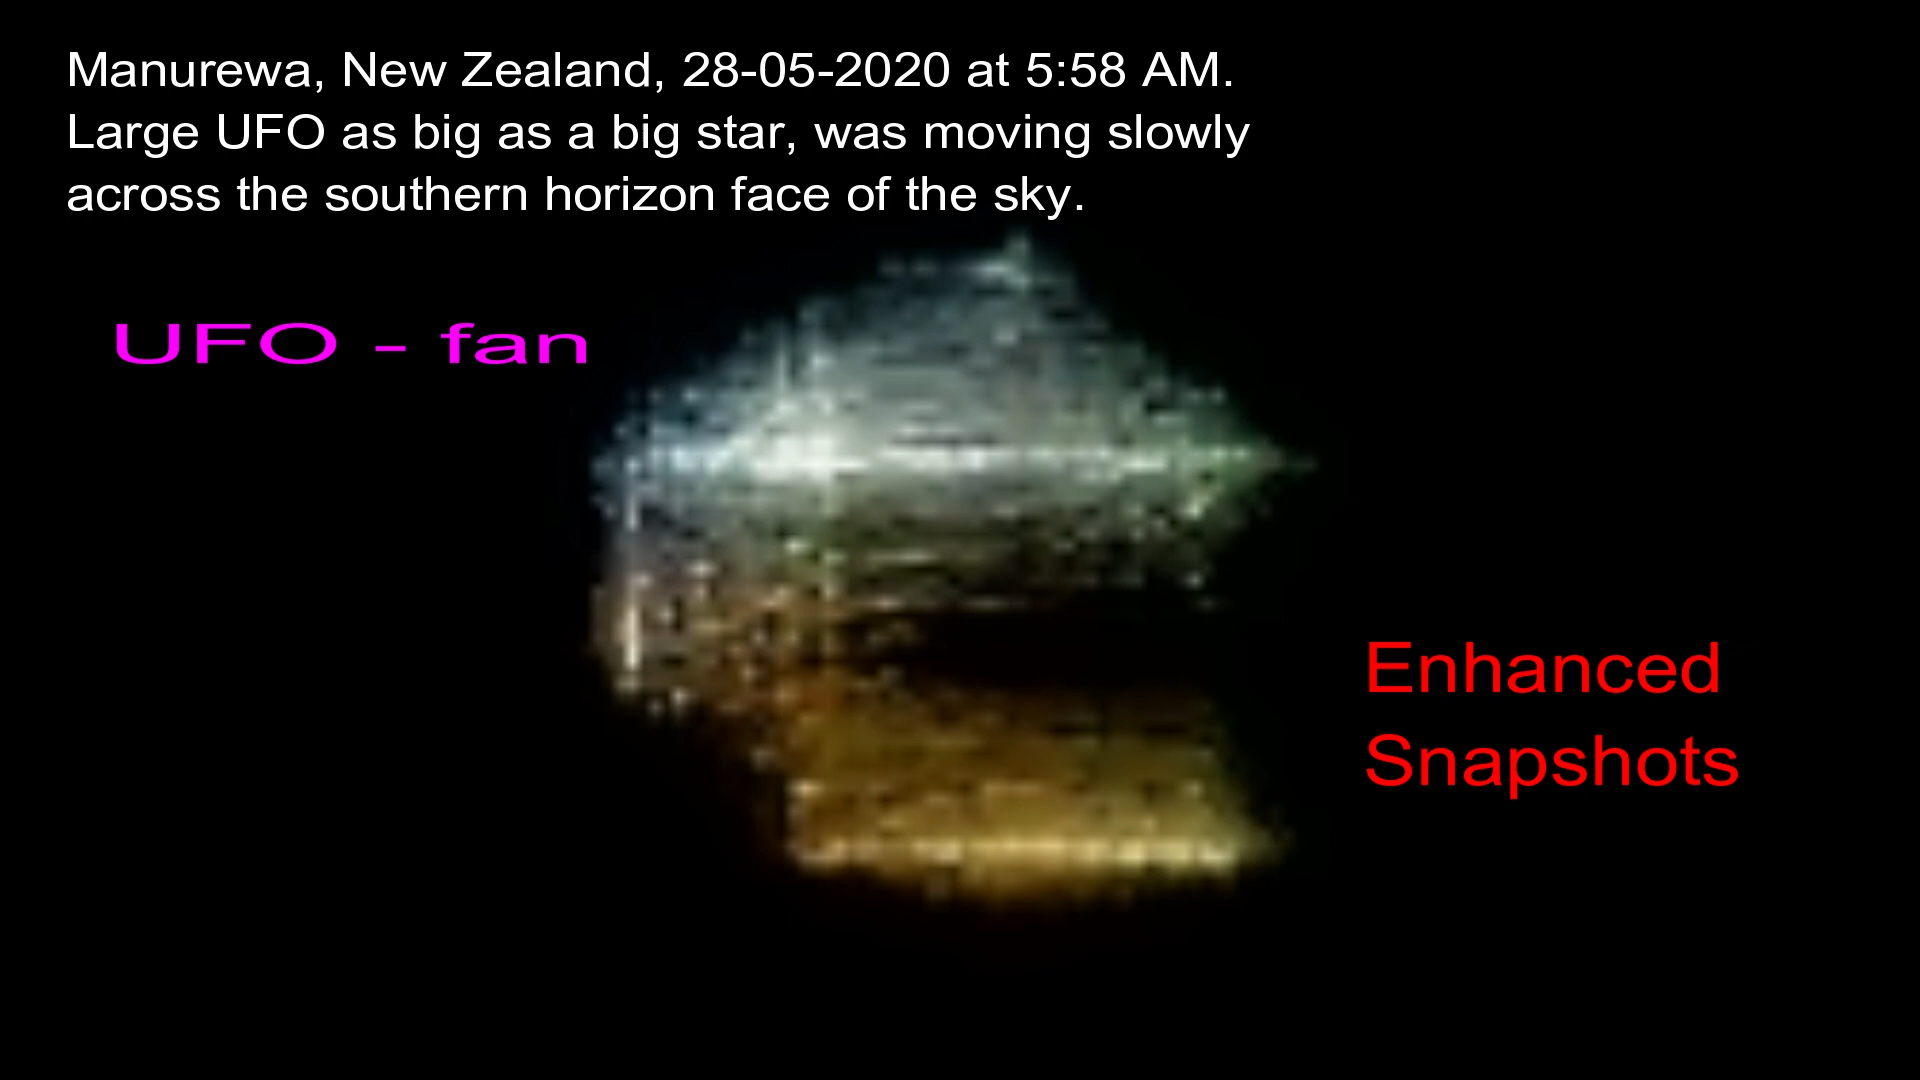 Manurewa, New Zealand, 28-05-2020 at 5:58 AM.
Large UFO as big as a big star, was moving slowly
across the southern horizon face of the sky.
UFO - fan
Enhanced
Snapshots